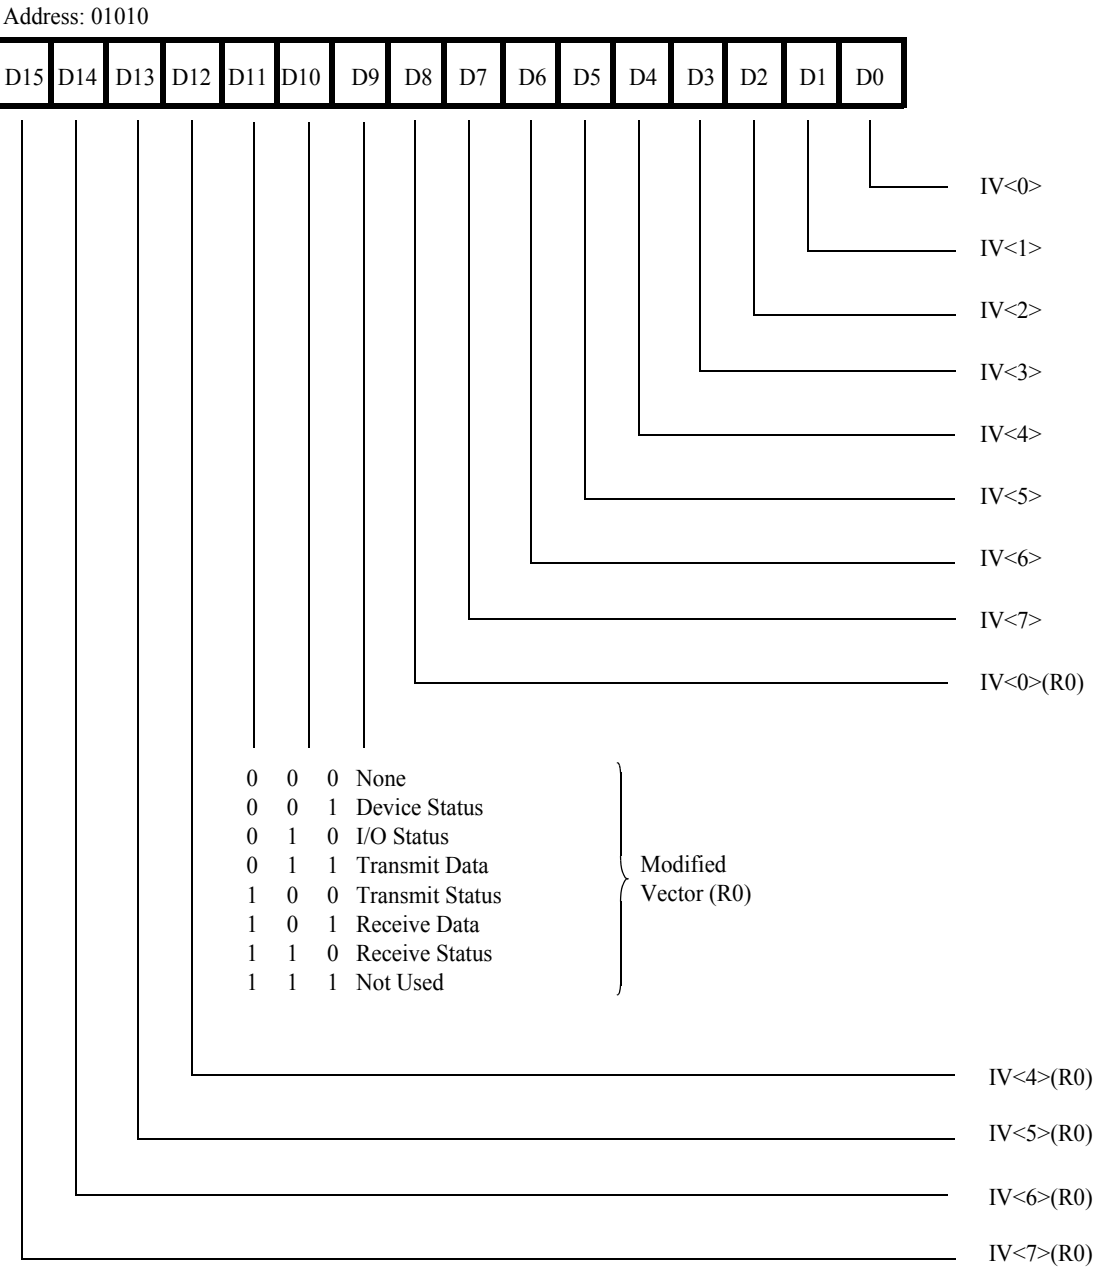 Address: 01010
D15 D14 D13 D12 D11 D10 D9 D8 D7 D6 D5 D4 D3 D2 D1 D0
IV<0>
IV<1>
IV<2>
IV<3>
IV<4>
IV<5>
IV<6>
IV<7>
IV<0>(R0)
0 0 0 None
0 0 1 Device Status
0 1 0 I/O Status
0 1 1 Transmit Data
1 0 0 Transmit Status
1 0 1 Receive Data
1 1 0 Receive Status
1 1 1 Not Used
Modified
Vector (R0)
IV<4>(R0)
IV<5>(R0)
IV<6>(R0)
IV<7>(R0)